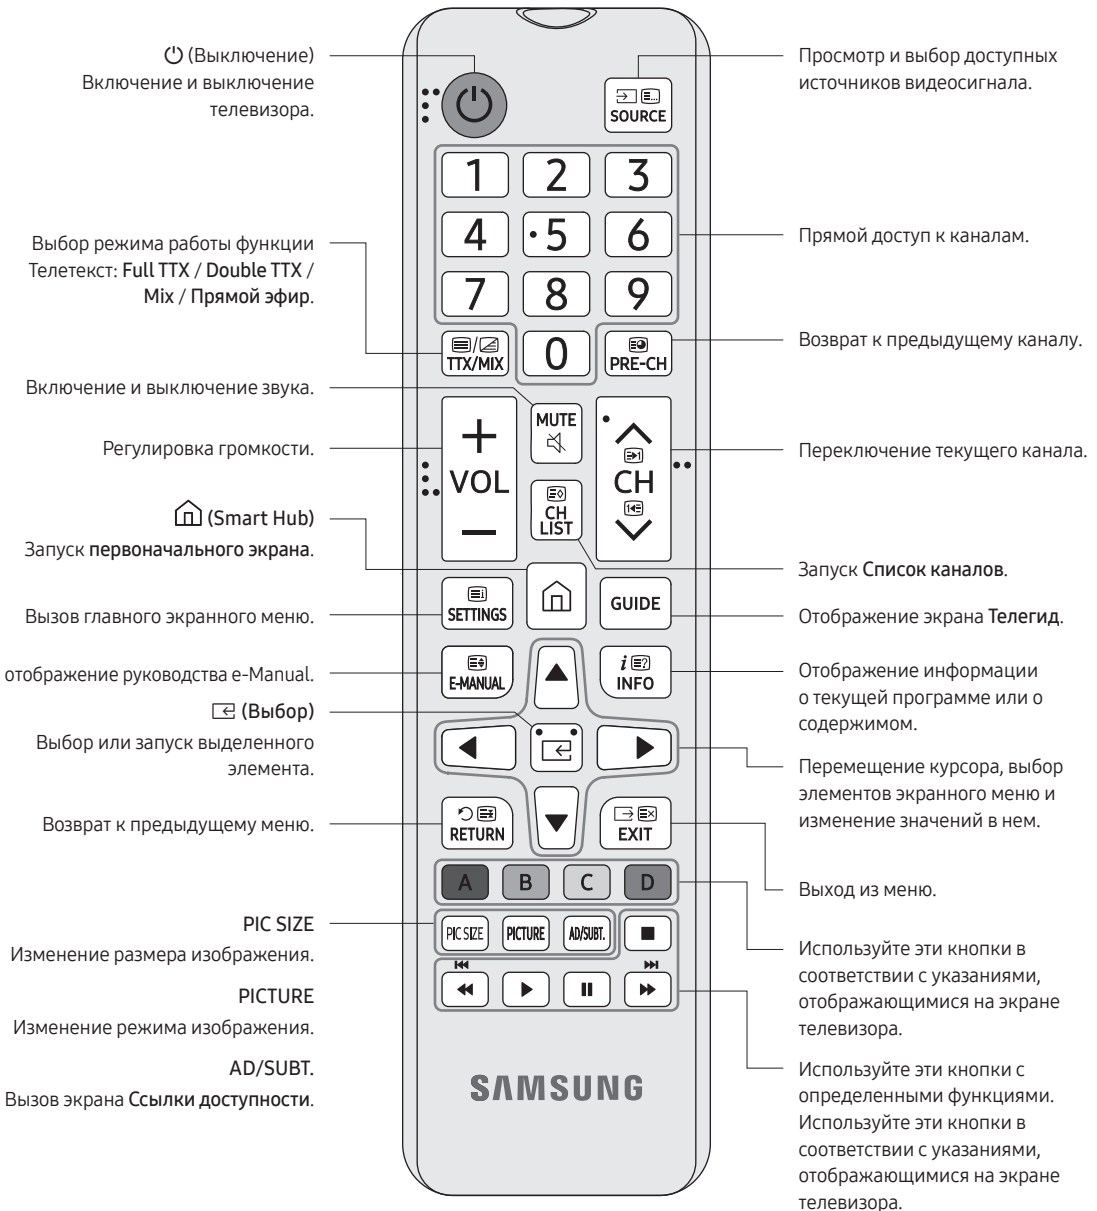 (Выключение)
Включение и выключение
телевизора.
Выбор режима работы функции
Телетекст: Full TTX / Double TTX /
Mix / Прямой эфир.
Включение и выключение звука.
Регулировка громкости.
(Smart Hub)
Запуск первоначального экрана.
Вызов главного экранного меню.
отображение руководства e-Manual.
(Выбор)
Выбор или запуск выделенного
элемента.
Возврат к предыдущему меню.
PIC SIZE
Изменение размера изображения.
PICTURE
Изменение режима изображения.
AD/SUBT.
Вызов экрана Ссылки доступности.
SOURCE
1 2 3
4 5 6
7 8 9
TTX/MIX 0 PRE-CH
MUTE
VOL
CH
CH
LIST
SETTINGS
GUIDE
E-MANUAL
i
INFO
RETURN
EXIT
A B C D
PIC SIZE PICTURE AD/SUBT.
SAMSUNG
Просмотр и выбор доступных
источников видеосигнала.
Прямой доступ к каналам.
Возврат к предыдущему каналу.
Переключение текущего канала.
Запуск Список каналов.
Отображение экрана Телегид.
Отображение информации
о текущей программе или о
содержимом.
Перемещение курсора, выбор
элементов экранного меню и
изменение значений в нем.
Выход из меню.
Используйте эти кнопки в
соответствии с указаниями,
отображающимися на экране
телевизора.
Используйте эти кнопки с
определенными функциями.
Используйте эти кнопки в
соответствии с указаниями,
отображающимися на экране
телевизора.